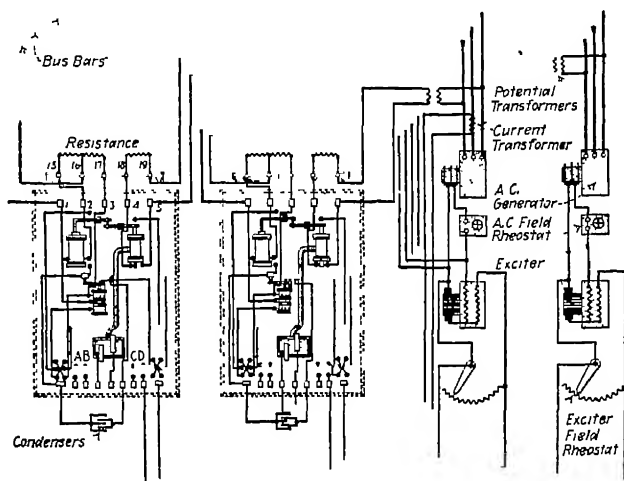 Bus Bars
Resistance
15 16 17 18 19
1 2 3 4 5
AB CD
Condensers
Potential
Transformers
Current
Transformer
A.C.
Generator
A.C Field
Rheostat
Exciter
Exciter
Field
Rheostat